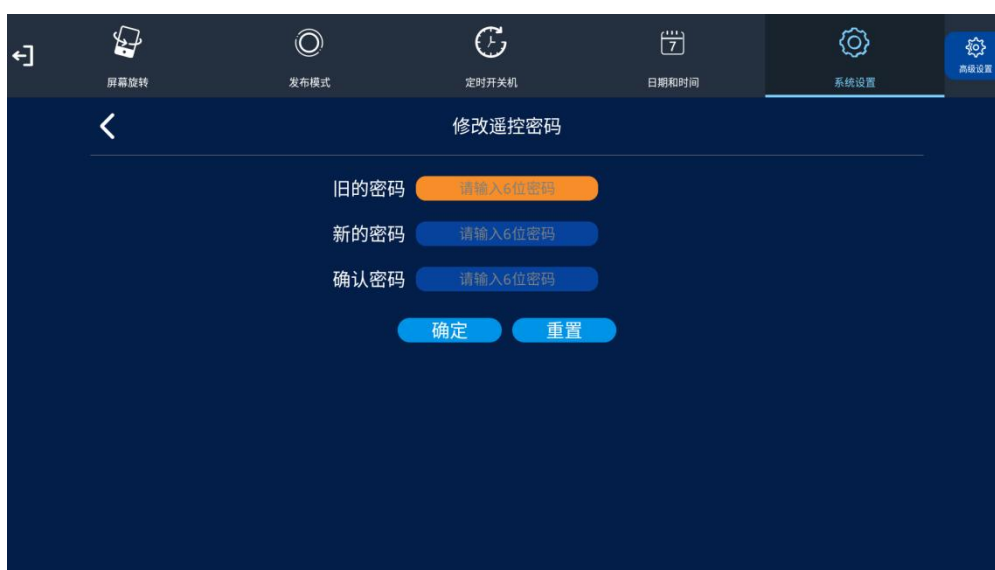 屏幕旋转
发布模式
定时开关机
7
日期和时间
系统设置
高级设置
修改遥控密码
旧的密码 请输入6位密码
新的密码 请输入6位密码
确认密码 请输入6位密码
确定 重置